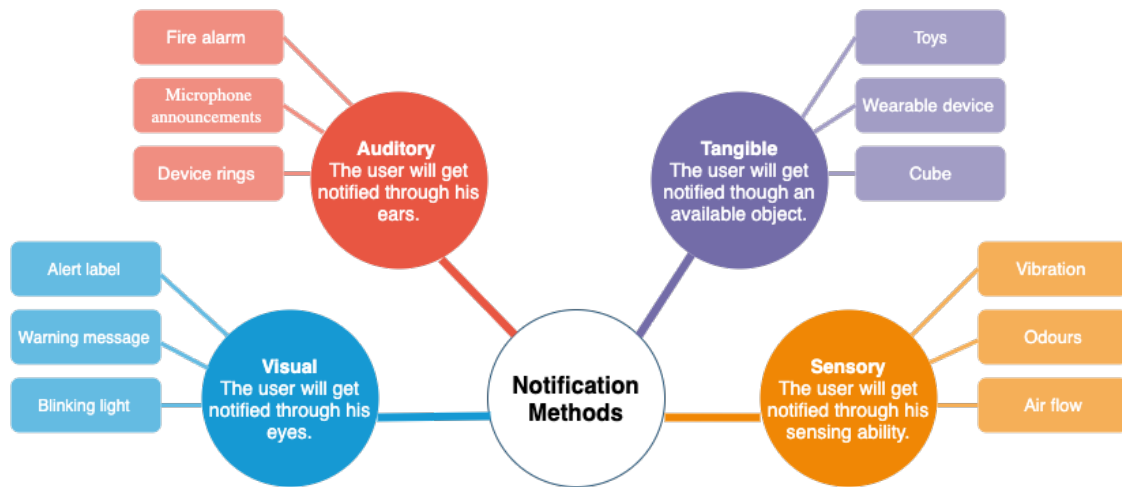 Fire alarm
Microphone
announcements
Device rings
Auditory
The user will get
notified through his
ears.
Toys
Wearable device
Cube
Tangible
The user will get
notified though an
available object.
Alert label
Warning message
Blinking light
Visual
The user will get
notified through his
eyes.
Notification
Methods
Sensory
The user will get
notified through his
sensing ability.
Vibration
Odours
Air flow